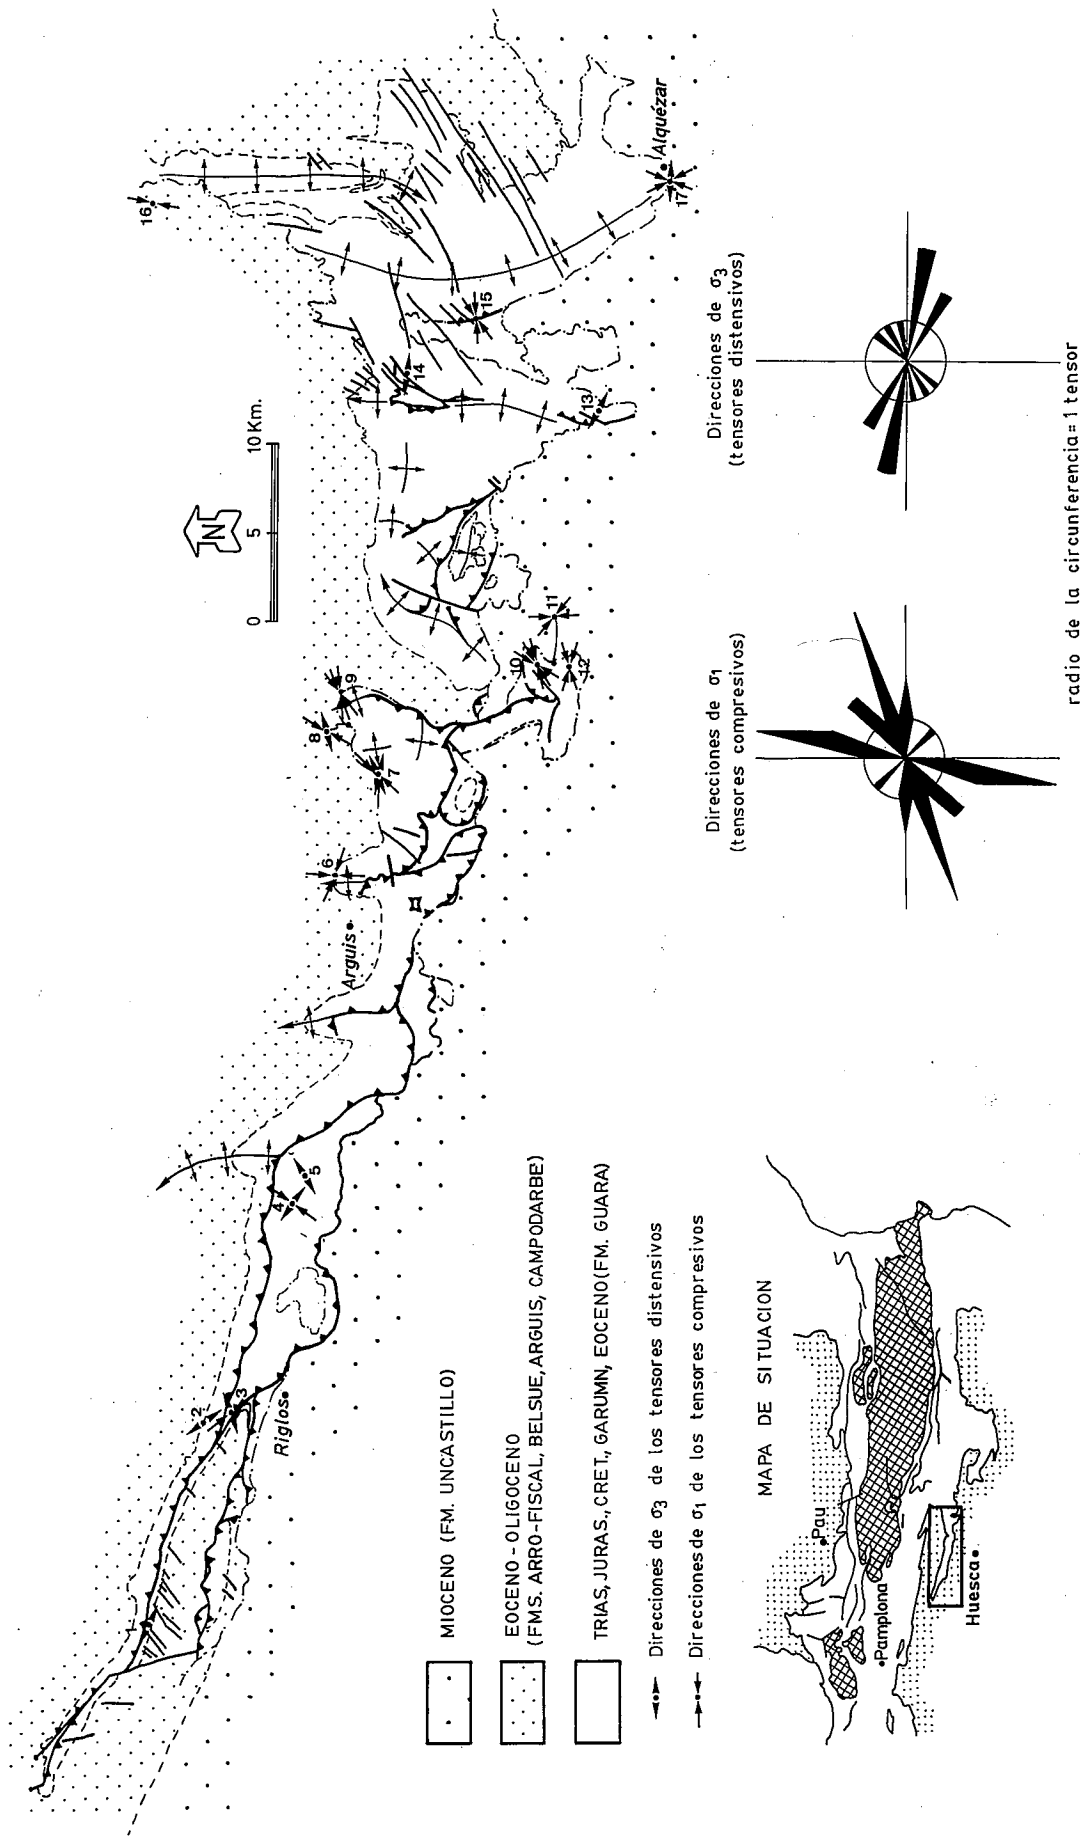 16
Alquézar
17
15
14
13
10 Km.
5
0
N
11
10
12
9
8
7
6
Arguis
5
4
3
2
Riglos
MIOCENO (FM. UNCASTILLO)
EOCENO-OLIGOCENO
(FMS. ARRO-FISCAL, BELSUE, ARGUIS, CAMPODARBE)
TRIAS, JURAS., CRET., GARUMN, EOCENO (FM. GUARA)
Direcciones de σ3 de los tensores distensivos
Direcciones de σ1 de los tensores compresivos
MAPA DE SITUACION
Pau
Pamplona
Huesca
Direcciones de σ1
(tensores compresivos)
Direcciones de σ3
(tensores distensivos)
radio de la circunferencia=1 tensor